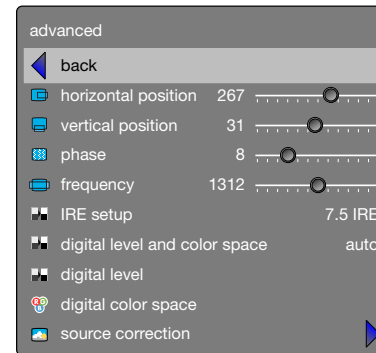 advanced
back
horizontal position 267
vertical position 31
phase 8
frequency 1312
IRE setup 7.5 IRE
digital level and color space auto
digital level
digital color space
source correction